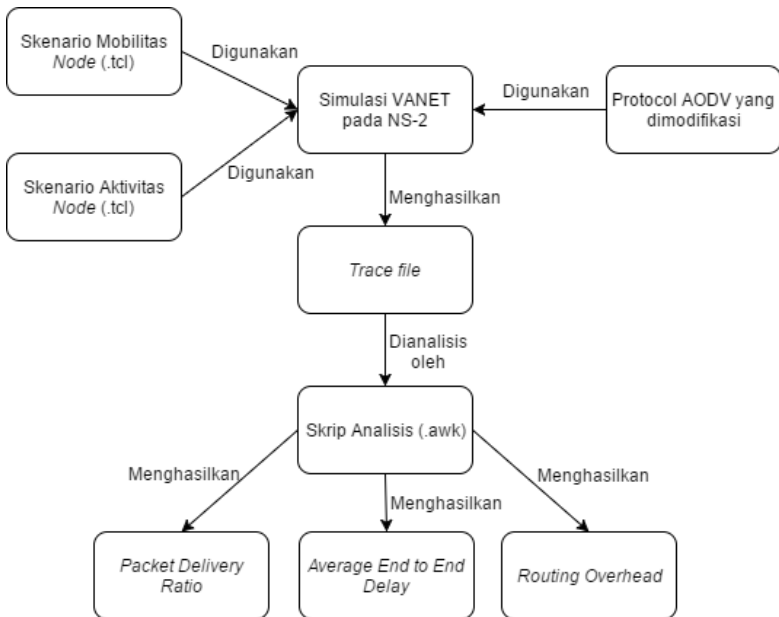 Skenario Mobilitas
Node (.tcl)
Digunakan
Simulasi VANET
pada NS-2
Digunakan
Protocol AODV yang
dimodifikasi
Skenario Aktivitas
Node (.tcl)
Digunakan
Menghasilkan
Trace file
Dianalisis
oleh
Skrip Analisis (.awk)
Menghasilkan
Menghasilkan
Menghasilkan
Packet Delivery
Ratio
Average End to End
Delay
Routing Overhead